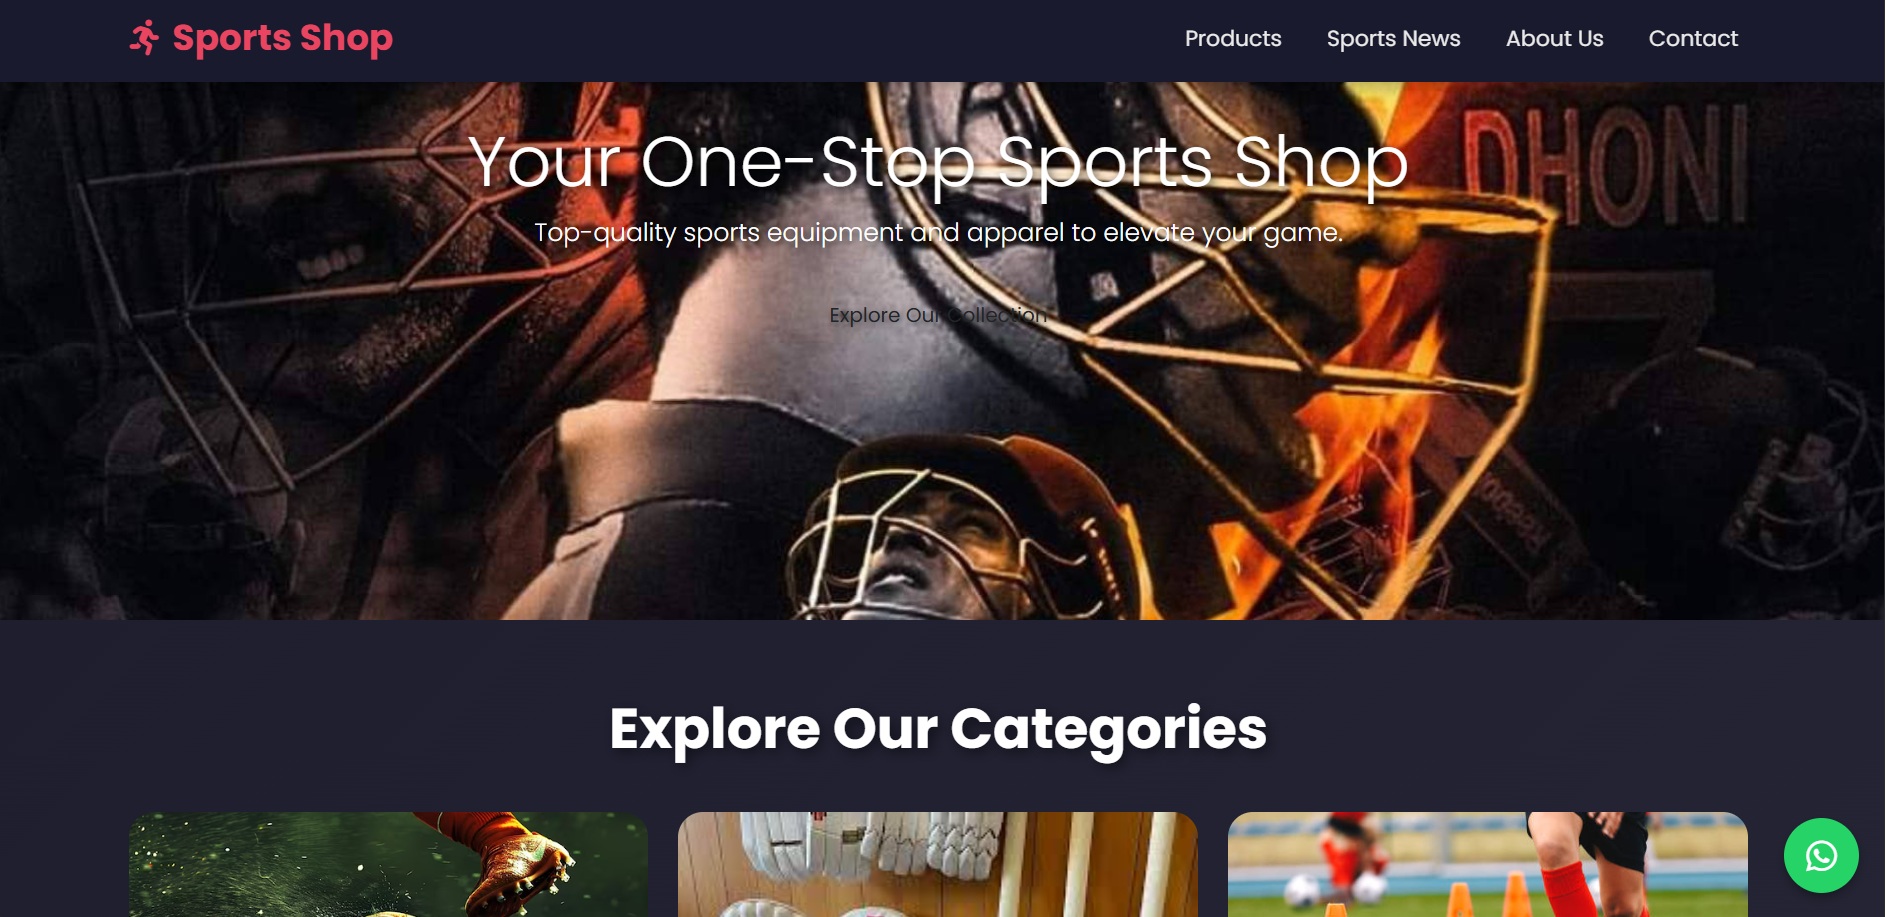 Sports Shop
Products
Sports News
About Us
Contact
DHONI
7
Your One-Stop Sports Shop
Top-quality sports equipment and apparel to elevate your game.
Explore Our Collection
Explore Our Categories